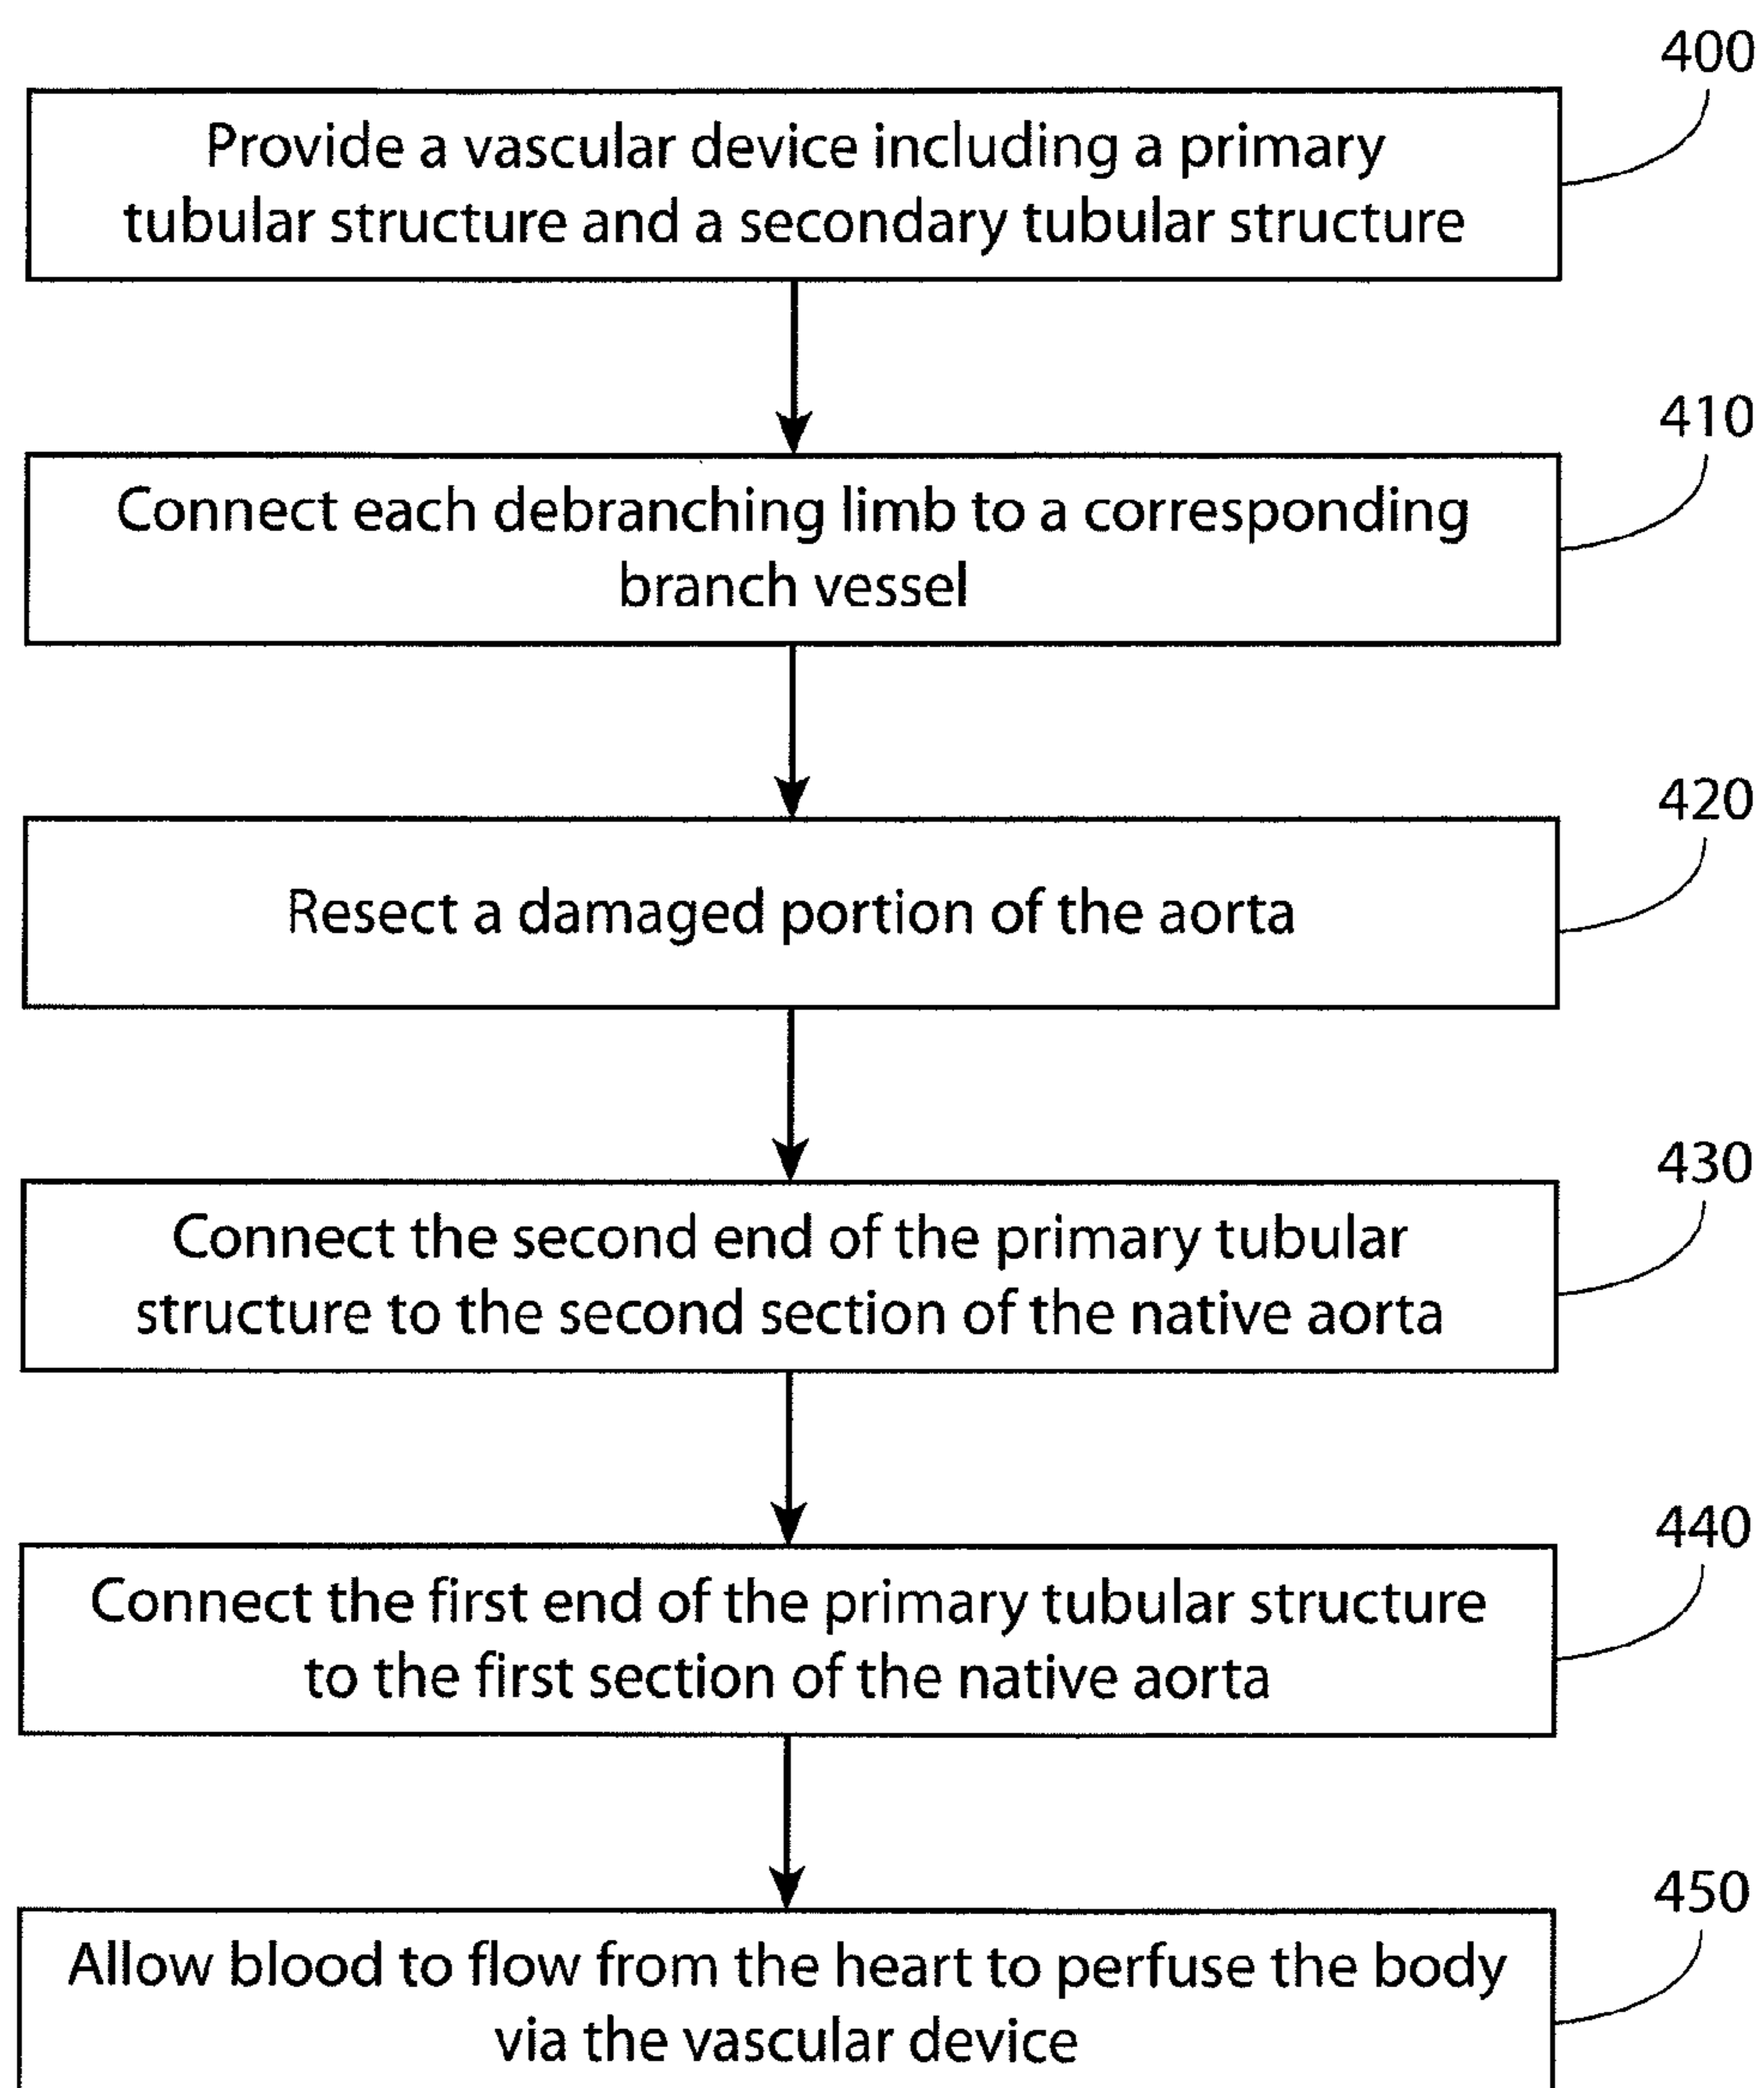 400
Provide a vascular device including a primary
tubular structure and a secondary tubular structure
410
Connect each debranching limb to a corresponding
branch vessel
420
Resect a damaged portion of the aorta
430
Connect the second end of the primary tubular
structure to the second section of the native aorta
440
Connect the first end of the primary tubular structure
to the first section of the native aorta
450
Allow blood to flow from the heart to perfuse the body
via the vascular device